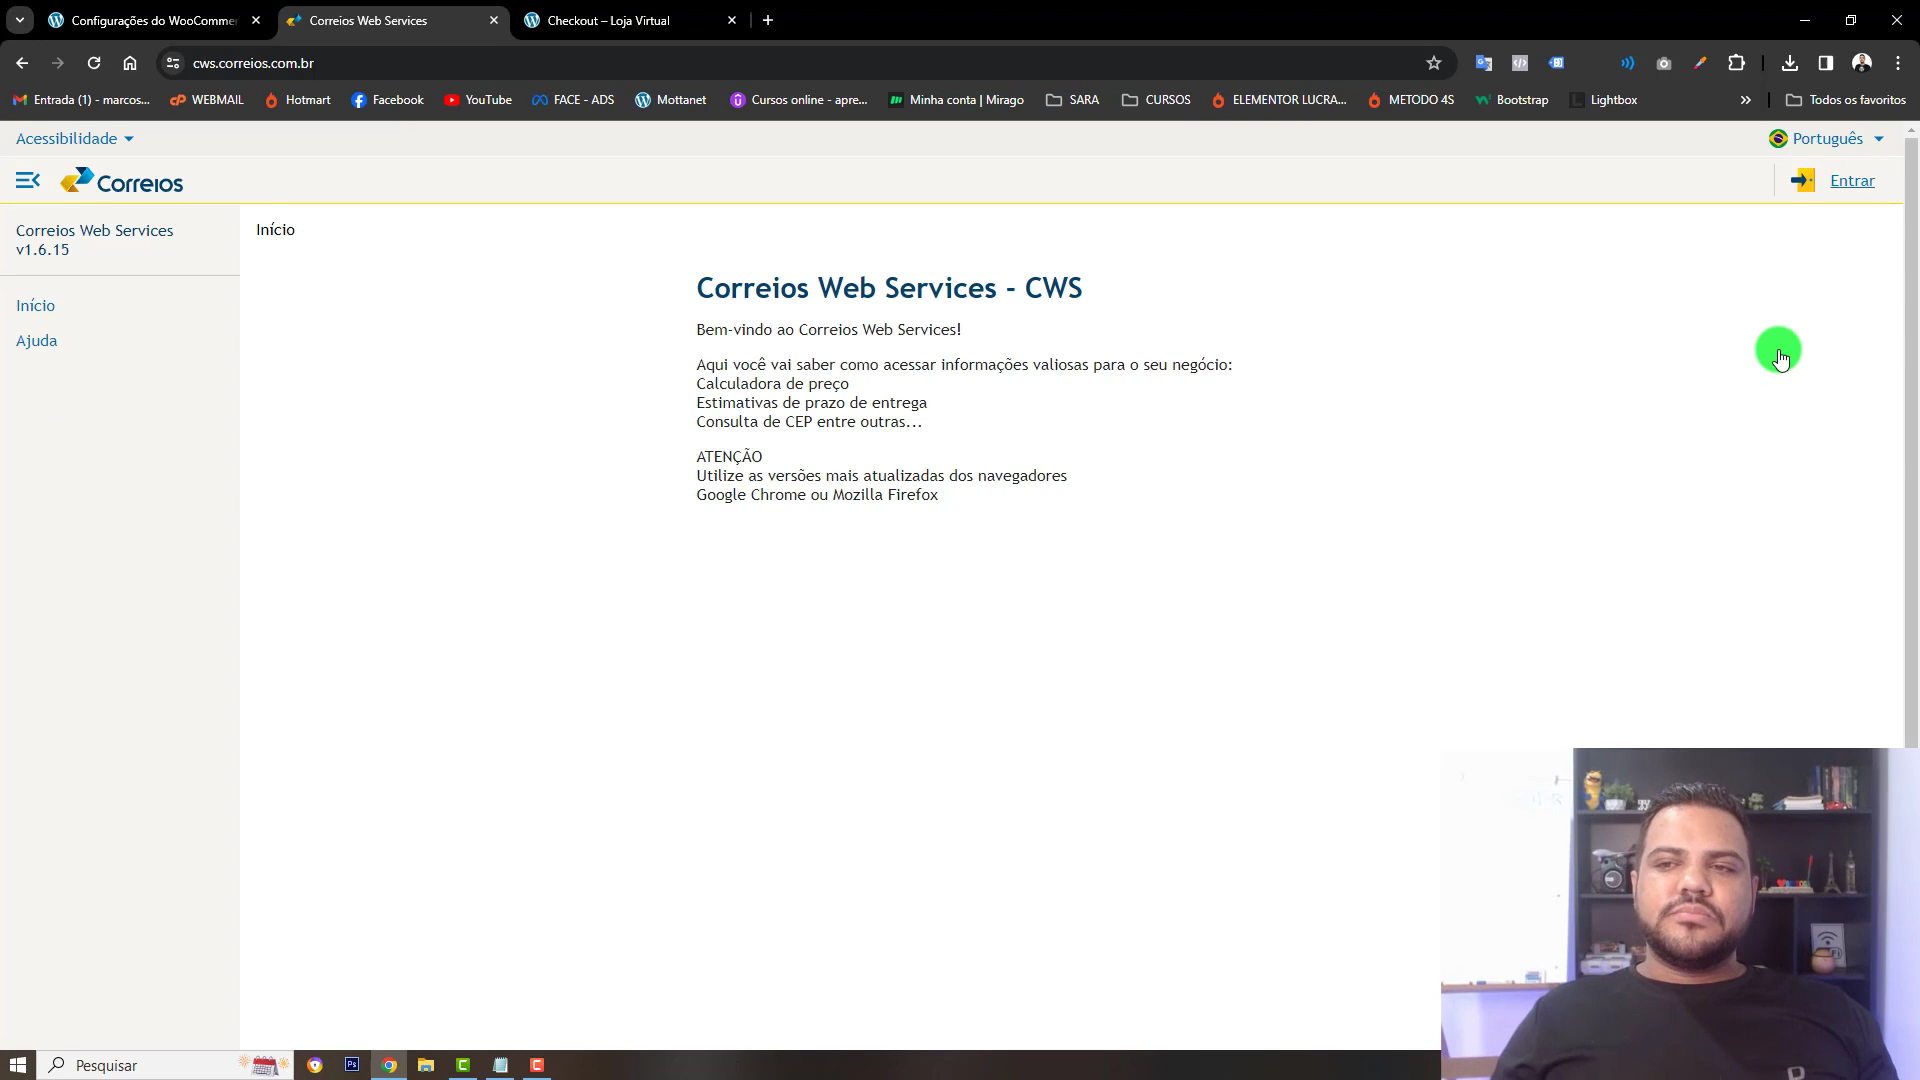 Configurações do WooCommer
Correios Web Services
Checkout – Loja Virtual
cws.correios.com.br
Entrada (1) - marcos...
WEBMAIL
Hotmart
Facebook
YouTube
FACE - ADS
Mottanet
Cursos online - apre...
Minha conta | Mirago
SARA
CURSOS
ELEMENTOR LUCRA...
METODO 4S
Bootstrap
Lightbox
Todos os favoritos
Acessibilidade
Português
Correios
Entrar
Correios Web Services
v1.6.15
Início
Ajuda
Início
Correios Web Services - CWS
Bem-vindo ao Correios Web Services!
Aqui você vai saber como acessar informações valiosas para o seu negócio:
Calculadora de preço
Estimativas de prazo de entrega
Consulta de CEP entre outras...
ATENÇÃO
Utilize as versões mais atualizadas dos navegadores
Google Chrome ou Mozilla Firefox
Pesquisar